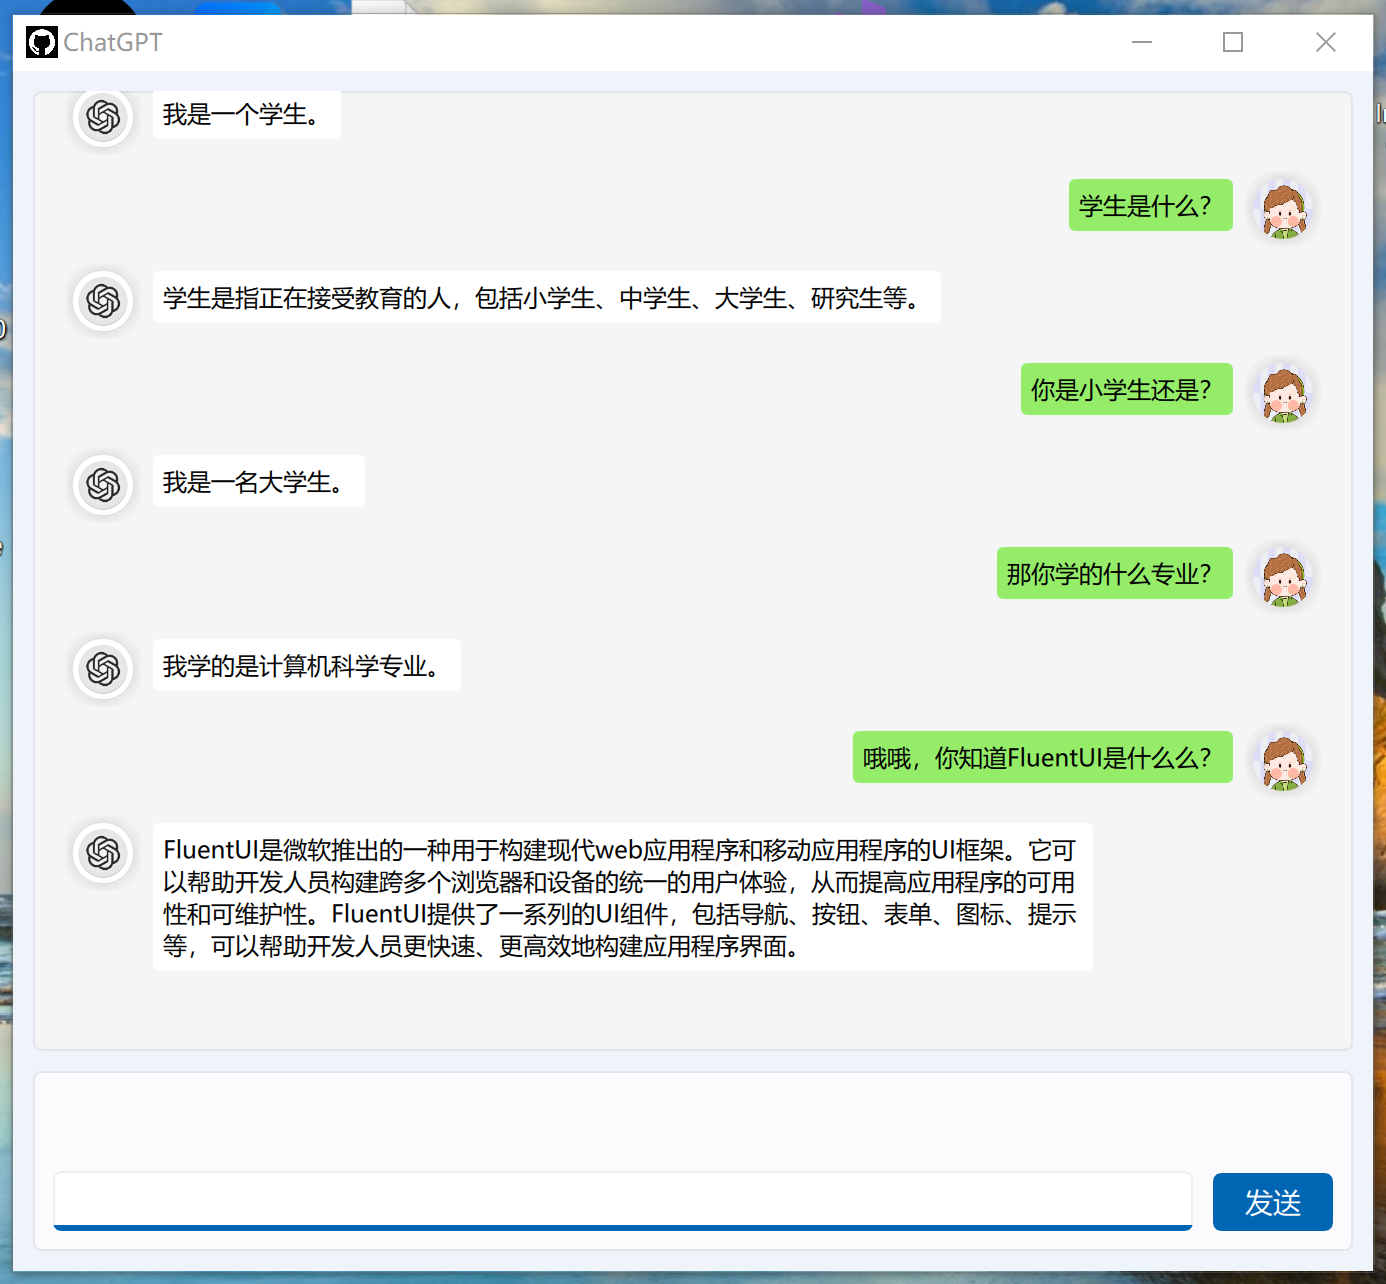 ChatGPT
我是一个学生。
学生是什么?
学生是指正在接受教育的人，包括小学生、中学生、大学生、研究生等。
你是小学生还是?
我是一名大学生。
那你学的什么专业?
我学的是计算机科学专业。
哦哦，你知道FluentUI是什么么?
FluentUI是微软推出的一种用于构建现代web应用程序和移动应用程序的UI框架。它可
以帮助开发人员构建跨多个浏览器和设备的统一的用户体验，从而提高应用程序的可用
性和可维护性。FluentUI提供了一系列的UI组件，包括导航、按钮、表单、图标、提示
等，可以帮助开发人员更快速、更高效地构建应用程序界面。
发送